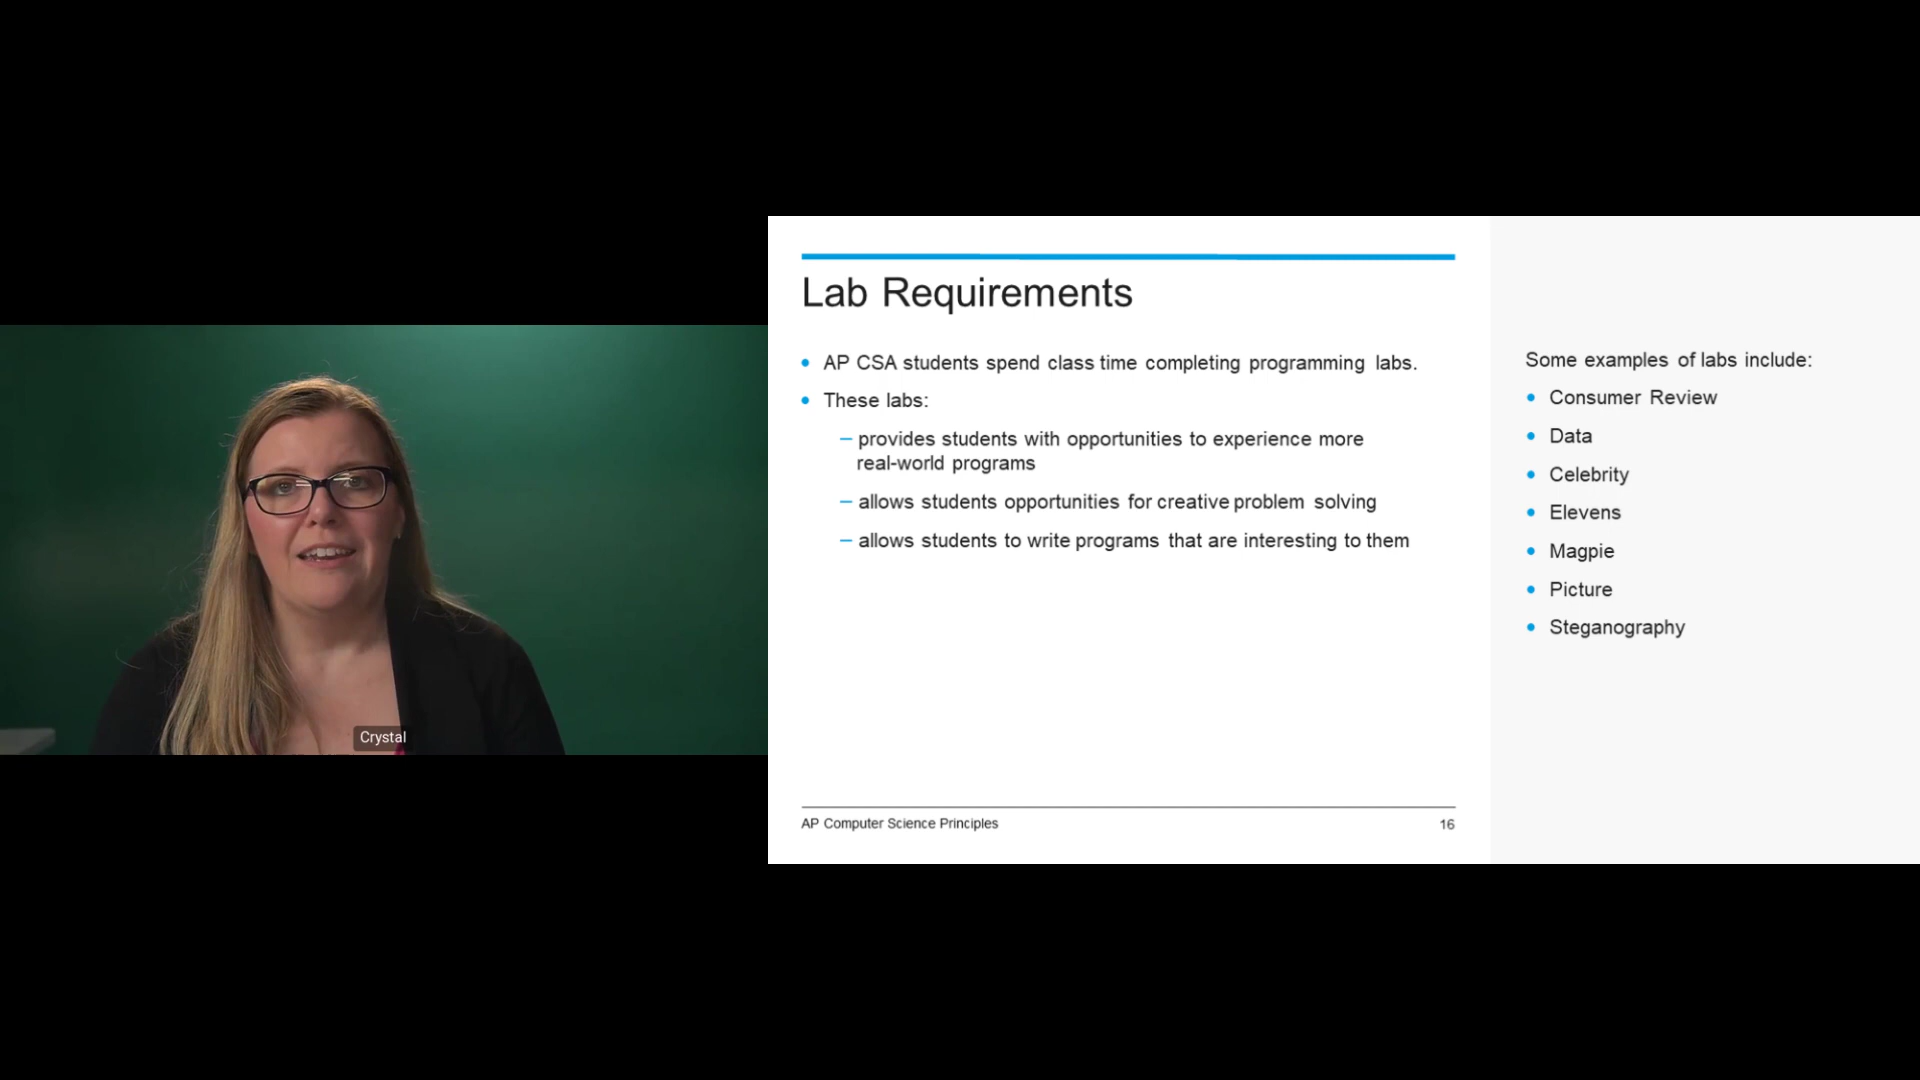 Crystal
Lab Requirements
• AP CSA students spend class time completing programming labs.
• These labs:
– provides students with opportunities to experience more
real-world programs
– allows students opportunities for creative problem solving
– allows students to write programs that are interesting to them
AP Computer Science Principles
16
Some examples of labs include:
• Consumer Review
• Data
• Celebrity
• Elevens
• Magpie
• Picture
• Steganography